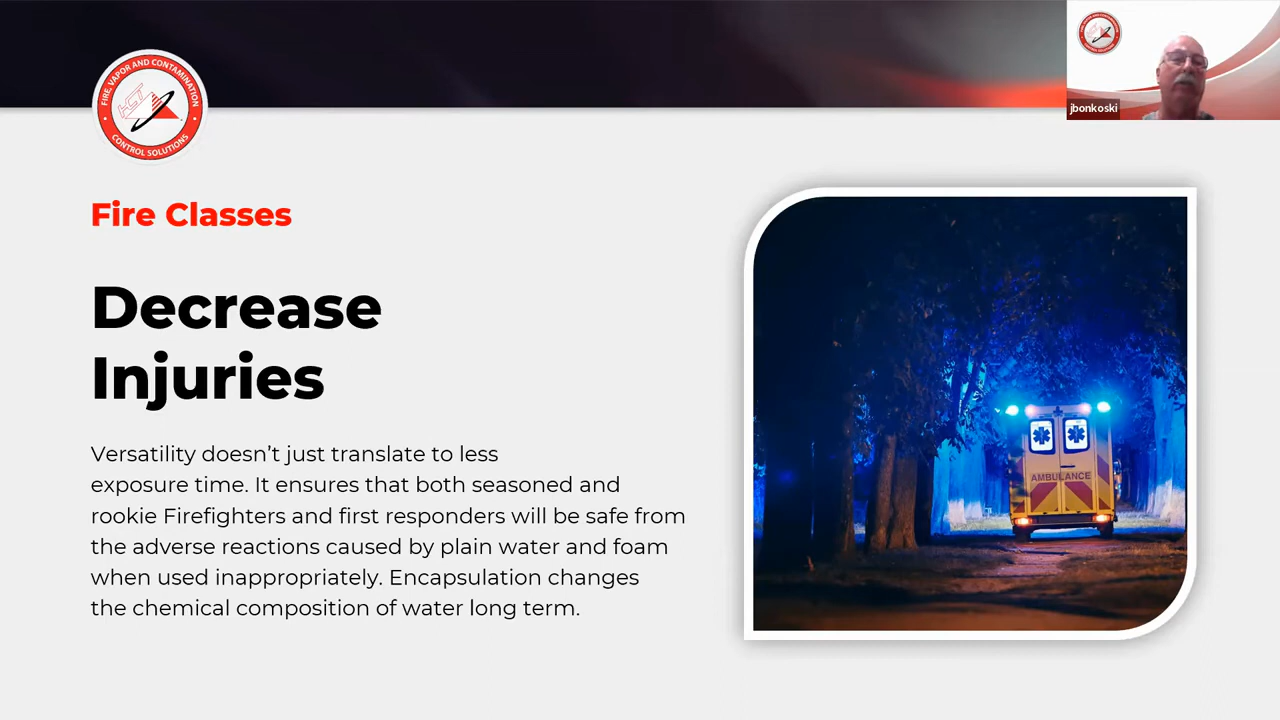 FIRE, VAPOR AND CONTAMINATION
HCT
CONTROL SOLUTIONS
jbonkoski
Fire Classes
Decrease
Injuries
Versatility doesn’t just translate to less
exposure time. It ensures that both seasoned and
rookie Firefighters and first responders will be safe from
the adverse reactions caused by plain water and foam
when used inappropriately. Encapsulation changes
the chemical composition of water long term.
AMBULANCE